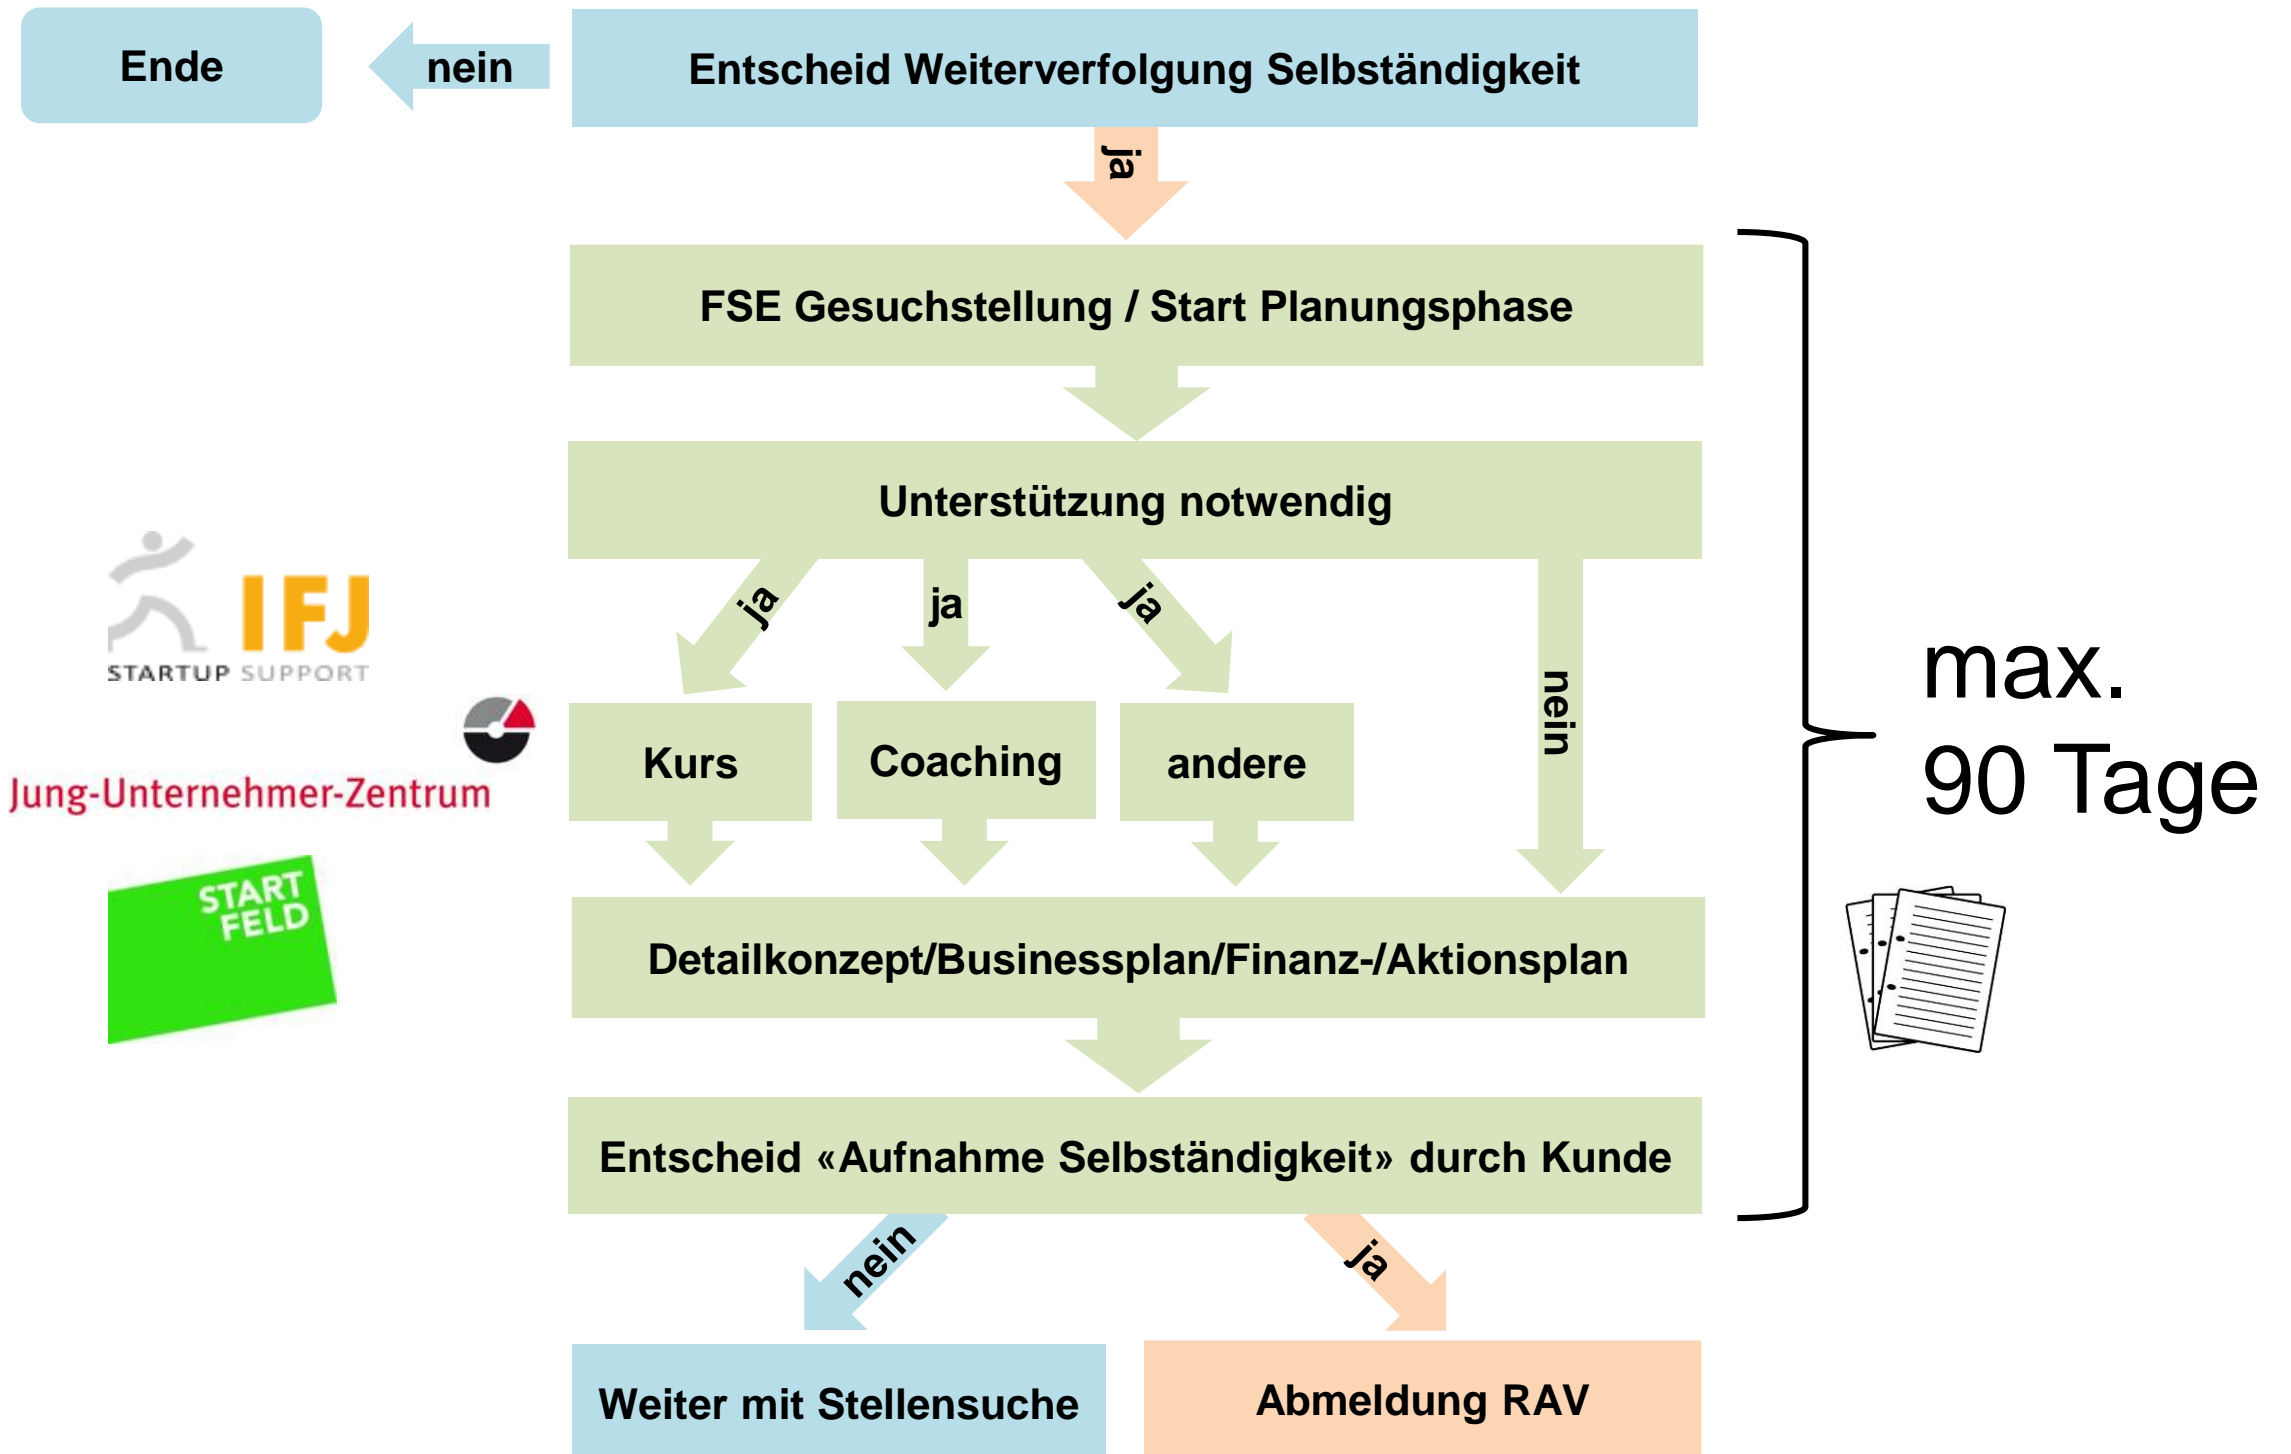 Ende
nein
Entscheid Weiterverfolgung Selbständigkeit
ja
FSE Gesuchstellung / Start Planungsphase
Unterstützung notwendig
ja
ja
ja
nein
IFJ
STARTUP SUPPORT
Jung-Unternehmer-Zentrum
START
FELD
Kurs
Coaching
andere
max.
90 Tage
Detailkonzept/Businessplan/Finanz-/Aktionsplan
Entscheid «Aufnahme Selbständigkeit» durch Kunde
nein
ja
Weiter mit Stellensuche
Abmeldung RAV